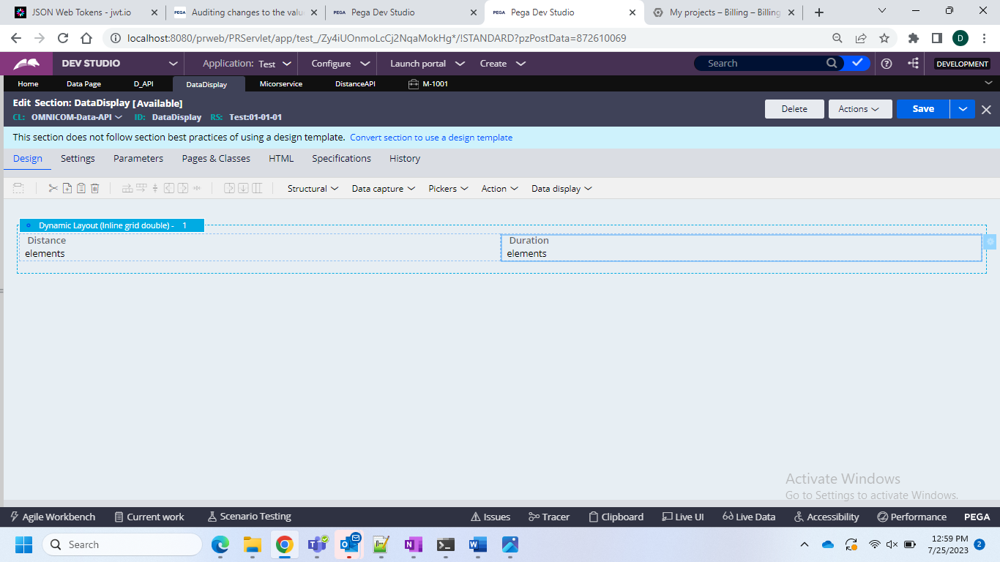 JSON Web Tokens - jwt.io
PEGA Auditing changes to the valu
PEGA Pega Dev Studio
PEGA Pega Dev Studio
My projects – Billing – Billing
localhost:8080/prweb/PRServlet/app/test_/Zy4iUOnmoLcCj2NqaMokHg*/!STANDARD?pzPostData=872610069
D
DEV STUDIO
Application: Test
Configure
Launch portal
Create
Search
DEVELOPMENT
Home
Data Page
D_API
DataDisplay
Micorservice
DistanceAPI
M-1001
Edit Section: DataDisplay [Available]
CL: OMNICOM-Data-API ID: DataDisplay RS: Test:01-01-01
Delete
Actions
Save
This section does not follow section best practices of using a design template. Convert section to use a design template
Design
Settings
Parameters
Pages & Classes
HTML
Specifications
History
Structural
Data capture
Pickers
Action
Data display
Dynamic Layout (Inline grid double) - 1
Distance
elements
Duration
elements
Activate Windows
Go to Settings to activate Windows.
Agile Workbench
Current work
Scenario Testing
Issues
Tracer
Clipboard
Live UI
Live Data
Accessibility
Performance
PEGA
Search
12:59 PM
7/25/2023
2